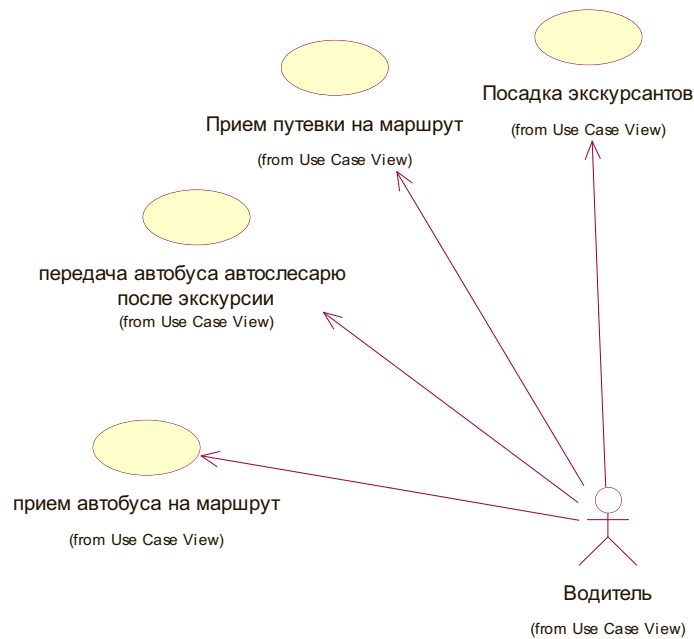 Посадка экскурсантов
(from Use Case View)
Прием путевки на маршрут
(from Use Case View)
передача автобуса автослесарю
после экскурсии
(from Use Case View)
прием автобуса на маршрут
(from Use Case View)
Водитель
(from Use Case View)